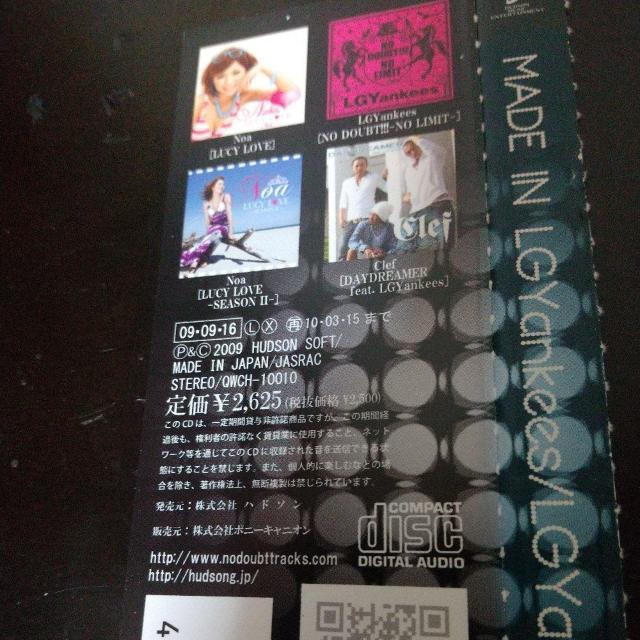 Noa
[LUCY LOVE]
NO DOUBT!!!
NO LIMIT
LGYankees
LGYankees
[NO DOUBT!!!-NO LIMIT-]
Noa
LUCY LOVE
Noa
[LUCY LOVE
-SEASON II-]
Clef
Clef
[DAYDREAMER
feat. LGYankees]
09・09・16 Ⓛ Ⓧ 再 10・03・15 まで
Ⓟ&Ⓒ 2009 HUDSON SOFT/
MADE IN JAPAN/JASRAC
STEREO/QWCH-10010
定価¥2,625(税抜価格 ¥2,500)
このCDは、一定期間貸与非許諾商品ですが、この期間経
過後も、権利者の許諾なく賃貸業に使用すること、ネット
ワーク等を通じてこのCDに収録された音を送信できる状
態にすることを禁じます。また、個人的に楽しむなどの場
合を除き、著作権法上、無断複製は禁じられています。
発売元:株式会社 ハドソン
販売元:株式会社ポニーキャニオン
COMPACT
disc
DIGITAL AUDIO
http://www.nodoubttracks.com
http://hudsong.jp/
4
ENTERTAINMENT
MADE IN LGYankees/LGYa